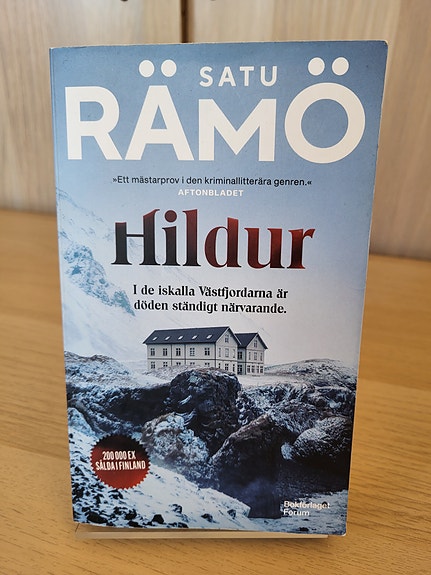 SATU
RÄMÖ
»Ett mästarprov i den kriminallitterära genren.«
AFTONBLADET
Hildur
I de iskalla Västfjordarna är
döden ständigt närvarande.
200 000 EX
SÅLDA I FINLAND
Bokförlaget
Forum